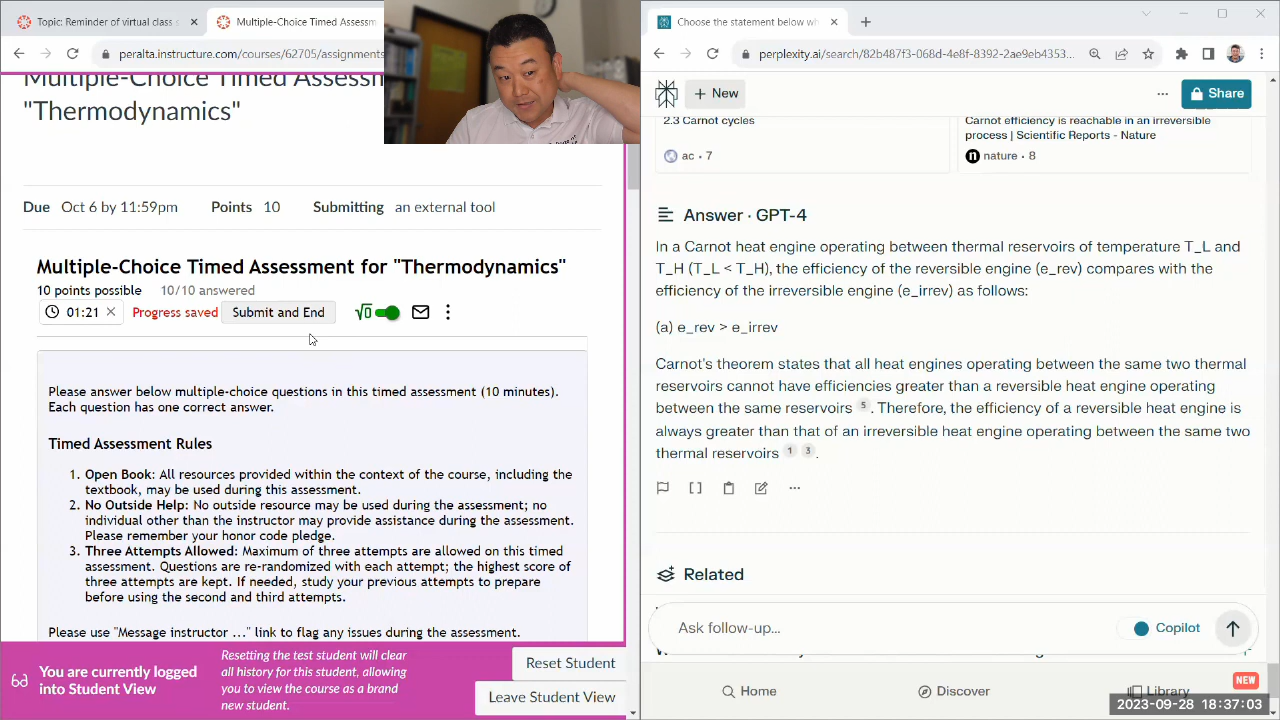 Topic: Reminder of virtual class s
Multiple-Choice Timed Assessm
peralta.instructure.com/courses/62705/assignments
Multiple-Choice Timed Assessm
"Thermodynamics"
Due Oct 6 by 11:59pm Points 10 Submitting an external tool
Multiple-Choice Timed Assessment for "Thermodynamics"
10 points possible 10/10 answered
01:21 Progress saved Submit and End √0
Please answer below multiple-choice questions in this timed assessment (10 minutes).
Each question has one correct answer.
Timed Assessment Rules
1. Open Book: All resources provided within the context of the course, including the
textbook, may be used during this assessment.
2. No Outside Help: No outside resource may be used during the assessment; no
individual other than the instructor may provide assistance during the assessment.
Please remember your honor code pledge.
3. Three Attempts Allowed: Maximum of three attempts are allowed on this timed
assessment. Questions are re-randomized with each attempt; the highest score of
three attempts are kept. If needed, study your previous attempts to prepare
before using the second and third attempts.
Please use "Message instructor ..." link to flag any issues during the assessment.
You are currently logged
into Student View
Resetting the test student will clear
all history for this student, allowing
you to view the course as a brand
new student.
Reset Student
Leave Student View
Choose the statement below wh
perplexity.ai/search/82b487f3-068d-4e8f-8392-2ae9eb4353...
New
Share
2.3 Carnot cycles
ac • 7
Carnot efficiency is reachable in an irreversible
process | Scientific Reports - Nature
n nature • 8
Answer · GPT-4
In a Carnot heat engine operating between thermal reservoirs of temperature T_L and
T_H (T_L < T_H), the efficiency of the reversible engine (e_rev) compares with the
efficiency of the irreversible engine (e_irrev) as follows:
(a) e_rev > e_irrev
Carnot's theorem states that all heat engines operating between the same two thermal
reservoirs cannot have efficiencies greater than a reversible heat engine operating
between the same reservoirs 5. Therefore, the efficiency of a reversible heat engine is
always greater than that of an irreversible heat engine operating between the same two
thermal reservoirs 1 3.
Related
Ask follow-up...
Copilot
Home
Discover
Library
NEW
2023-09-28 18:37:03